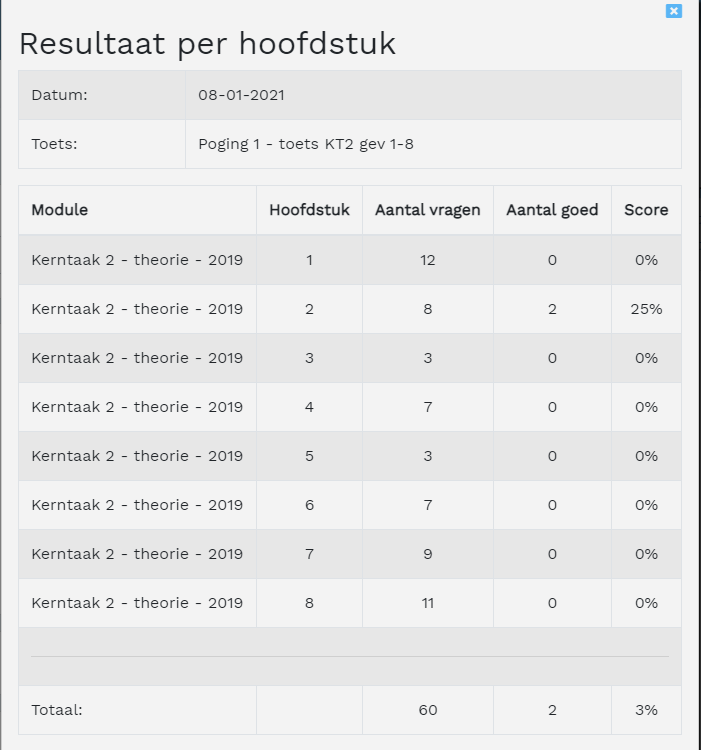 Resultaat per hoofdstuk
Datum: 08-01-2021
Toets: Poging 1 - toets KT2 gev 1-8
Module Hoofdstuk Aantal vragen Aantal goed Score
Kerntaak 2 - theorie - 2019 1 12 0 0%
Kerntaak 2 - theorie - 2019 2 8 2 25%
Kerntaak 2 - theorie - 2019 3 3 0 0%
Kerntaak 2 - theorie - 2019 4 7 0 0%
Kerntaak 2 - theorie - 2019 5 3 0 0%
Kerntaak 2 - theorie - 2019 6 7 0 0%
Kerntaak 2 - theorie - 2019 7 9 0 0%
Kerntaak 2 - theorie - 2019 8 11 0 0%
Totaal: 60 2 3%